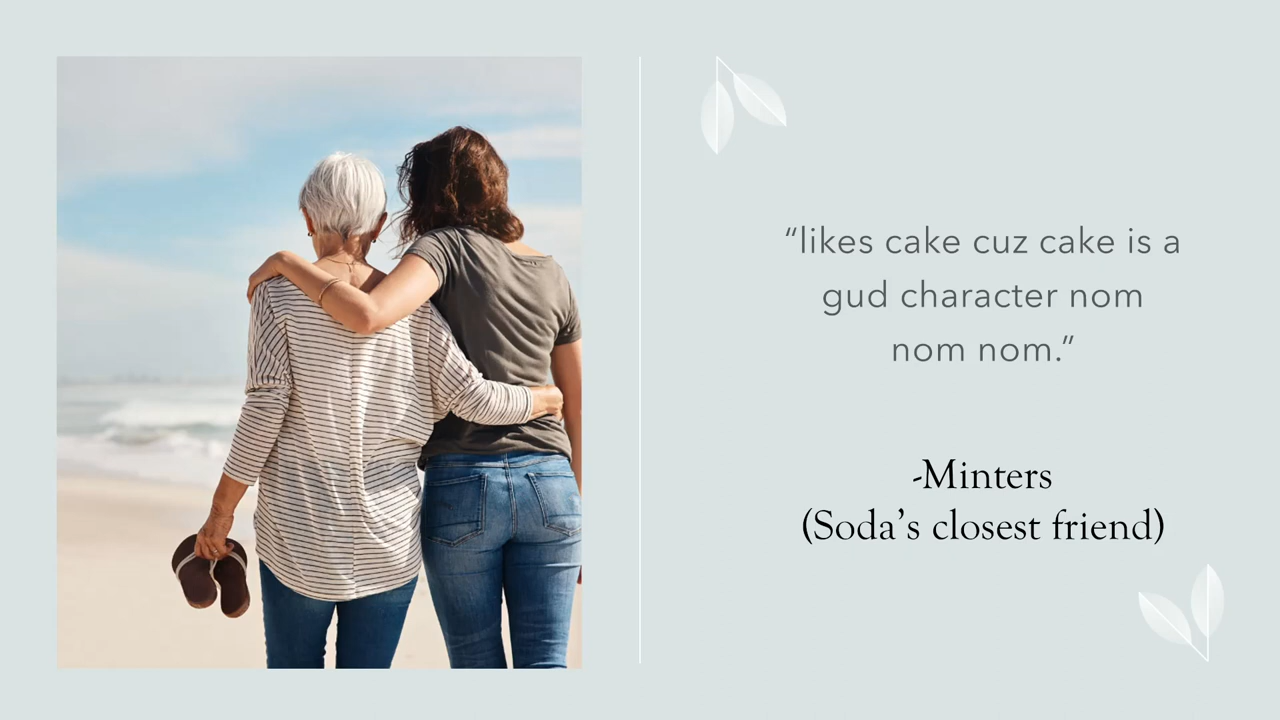 “likes cake cuz cake is a
gud character nom
nom nom.”
-Minters
(Soda’s closest friend)